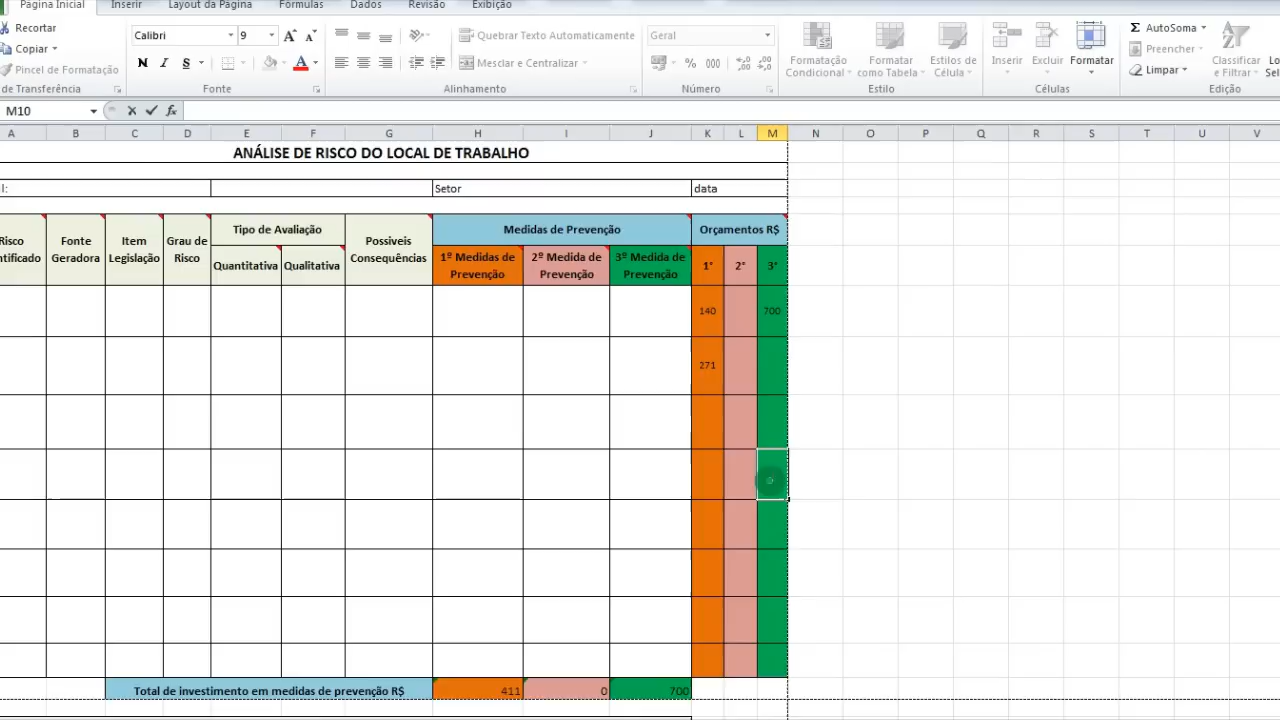 Página Inicial Inserir Layout da Página Fórmulas Dados Revisão Exibição
Recortar
Copiar
Pincel de Formatação
de Transferência
Calibri 9
N I S A
Fonte
Quebrar Texto Automaticamente
Mesclar e Centralizar
Alinhamento
Geral
% 000
Número
Formatação Condicional
Formatar como Tabela
Estilos de Célula
Estilo
Inserir Excluir Formatar
Células
Σ AutoSoma
Preencher
Limpar
Classificar e Filtrar
Edição
M10 fx
A B C D E F G H I J K L M N O P Q R S T U V
ANÁLISE DE RISCO DO LOCAL DE TRABALHO
l: Setor data
Risco
ntificado
Fonte
Geradora
Item
Legislação
Grau de
Risco
Tipo de Avaliação
Quantitativa Qualitativa
Possiveis
Consequências
Medidas de Prevenção
1º Medidas de
Prevenção
2º Medida de
Prevenção
3º Medida de
Prevenção
Orçamentos R$
1° 2° 3°
140 700
271
Total de investimento em medidas de prevenção R$ 411 0 700